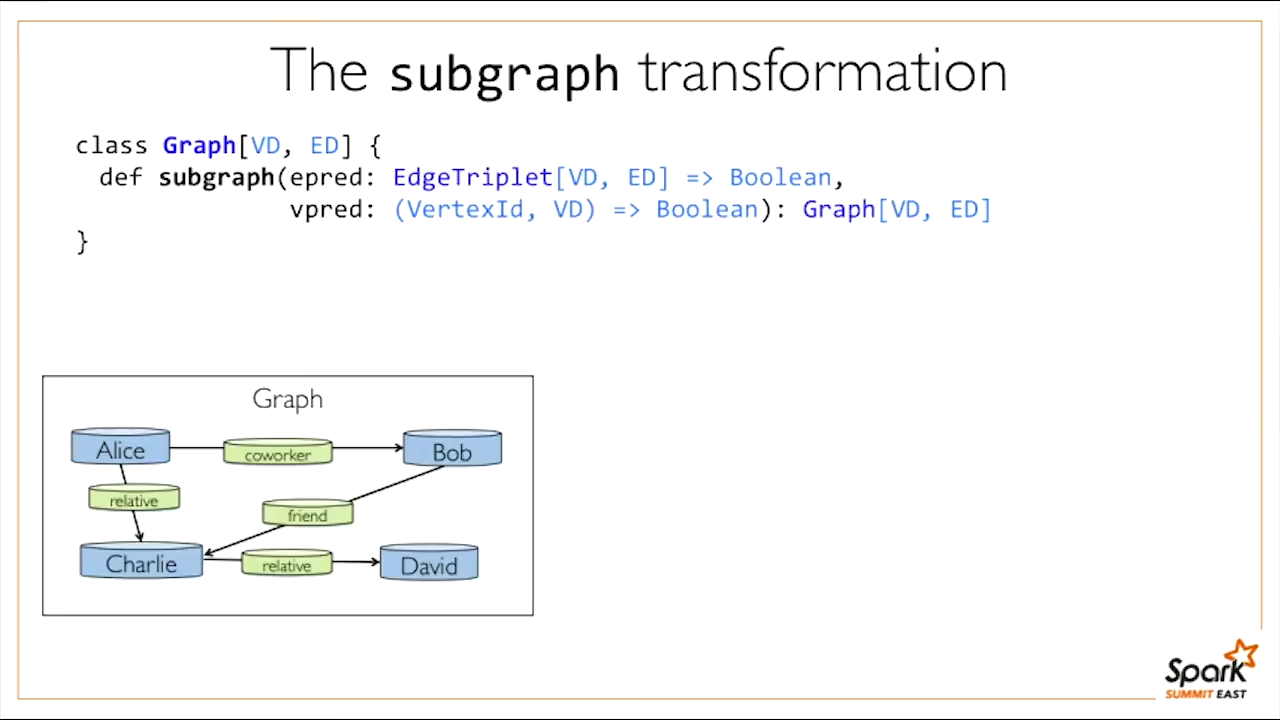 The subgraph transformation
class Graph[VD, ED] {
def subgraph(epred: EdgeTriplet[VD, ED] => Boolean,
vpred: (VertexId, VD) => Boolean): Graph[VD, ED]
}
Graph
Alice
coworker
Bob
relative
friend
Charlie
relative
David
Spark
SUMMIT EAST